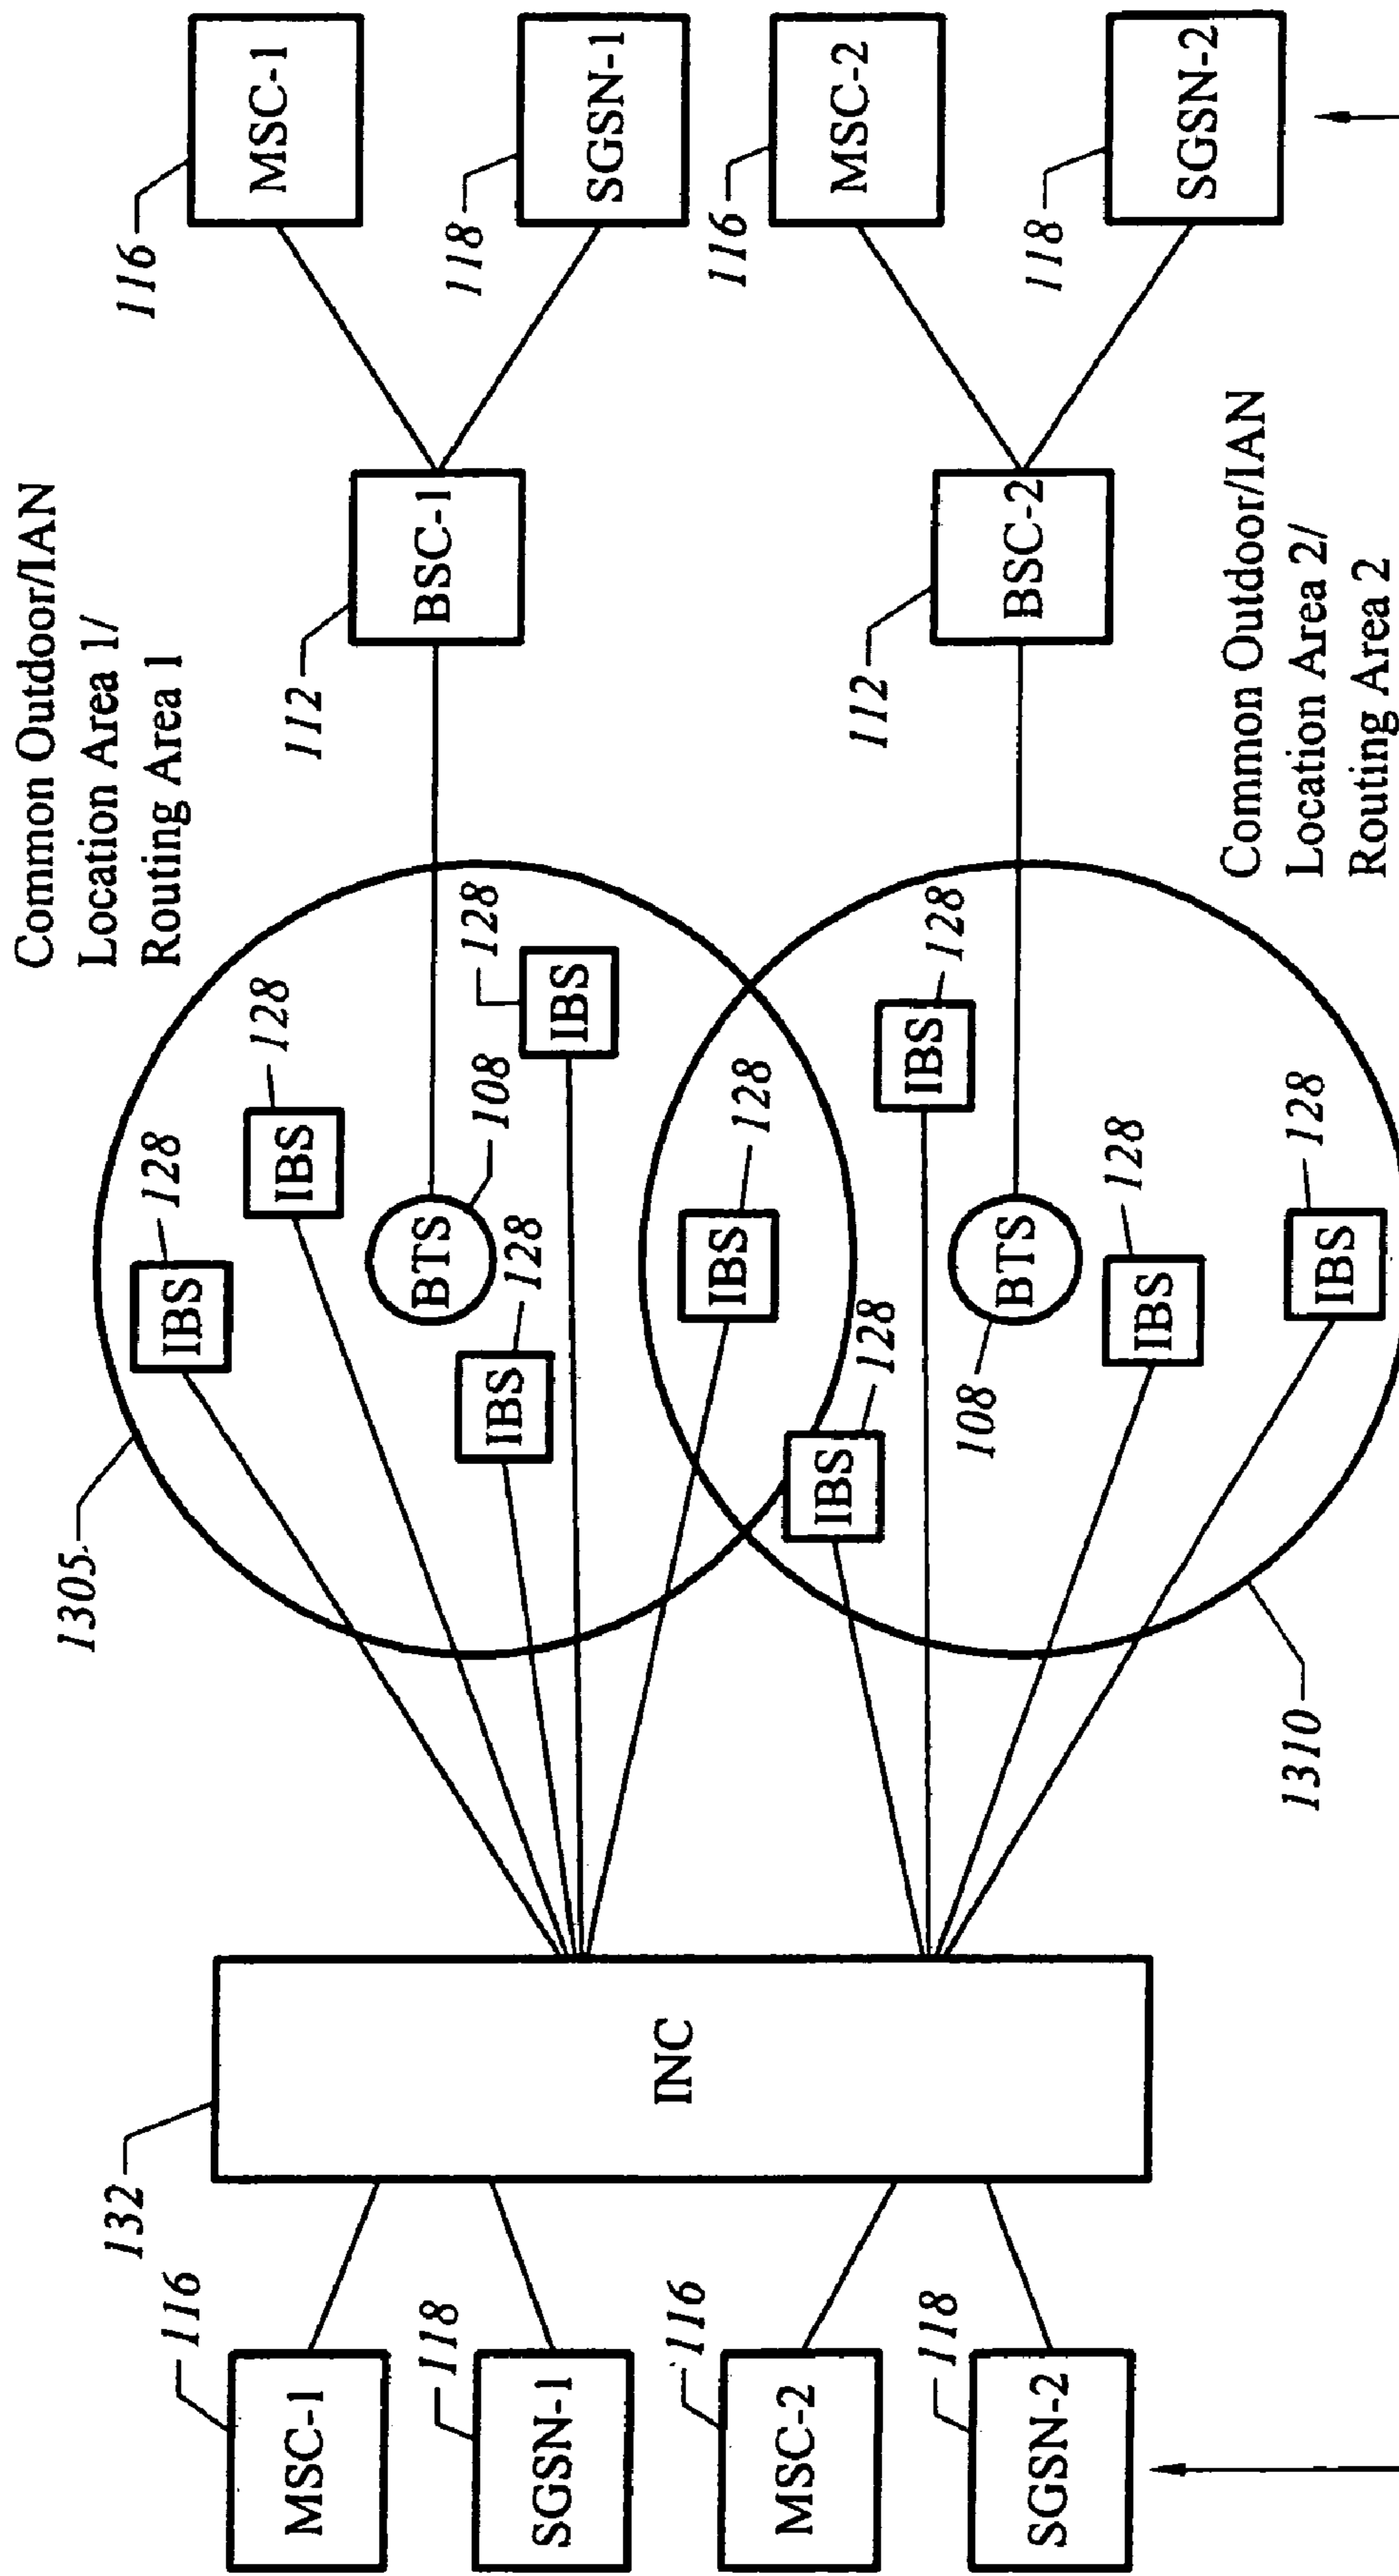 Common Outdoor/IAN
Location Area 1/
Routing Area 1
116
MSC-1
118
SGSN-1
116
MSC-2
118
SGSN-2
132
INC
1305
128
IBS
128
IBS
128
IBS
128
IBS
108
BTS
128
IBS
112
BSC-1
116
MSC-1
118
SGSN-1
128
IBS
128
IBS
108
BTS
128
IBS
128
IBS
1310
112
BSC-2
116
MSC-2
118
SGSN-2
Common Outdoor/IAN
Location Area 2/
Routing Area 2